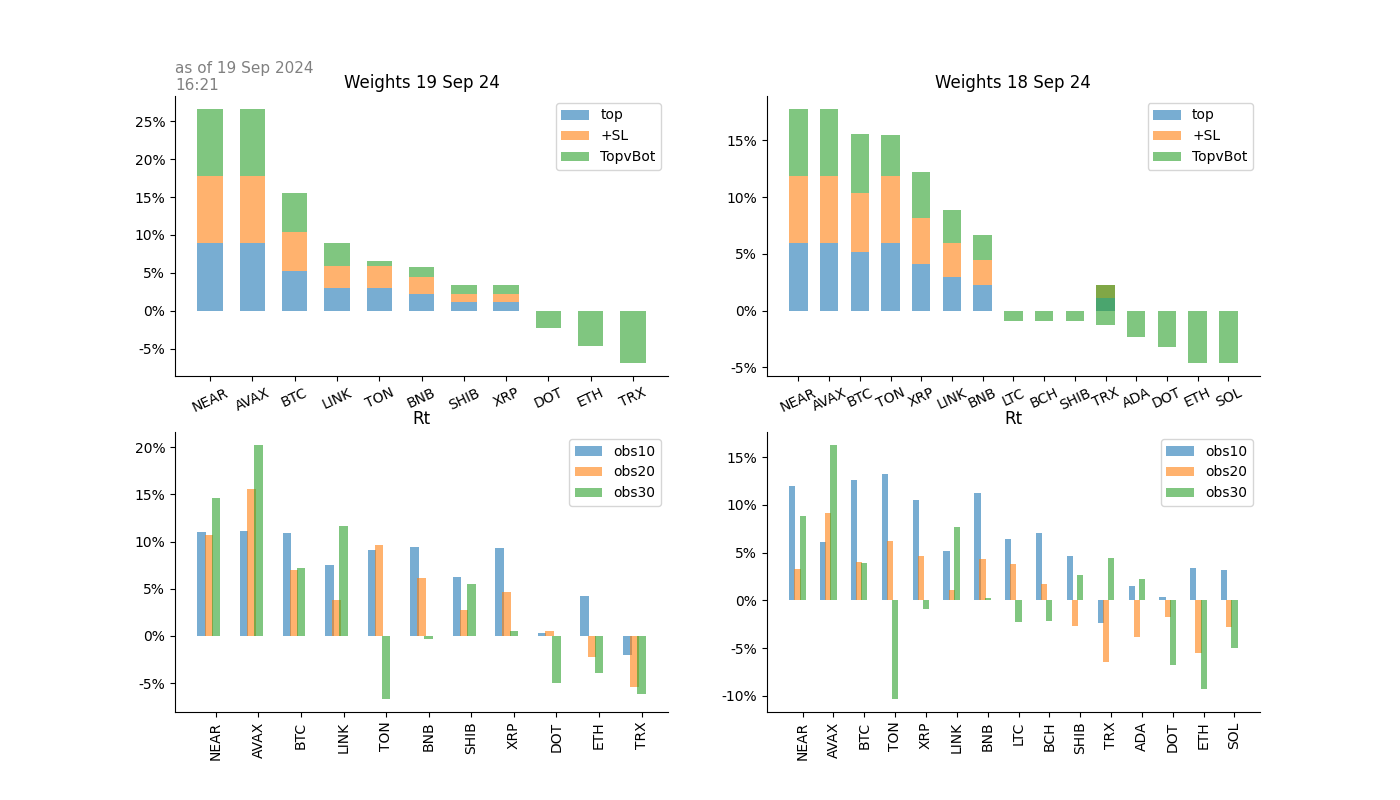 as of 19 Sep 2024
16:21
Weights 19 Sep 24
25%
20%
15%
10%
5%
0%
-5%
top
+SL
TopvBot
NEAR AVAX BTC LINK TON BNB SHIB XRP DOT ETH TRX
Weights 18 Sep 24
15%
10%
5%
0%
-5%
top
+SL
TopvBot
NEAR AVAX BTC TON XRP LINK BNB LTC BCH SHIB TRX ADA DOT ETH SOL
Rt
20%
15%
10%
5%
0%
-5%
obs10
obs20
obs30
NEAR AVAX BTC LINK TON BNB SHIB XRP DOT ETH TRX
Rt
15%
10%
5%
0%
-5%
-10%
obs10
obs20
obs30
NEAR AVAX BTC TON XRP LINK BNB LTC BCH SHIB TRX ADA DOT ETH SOL